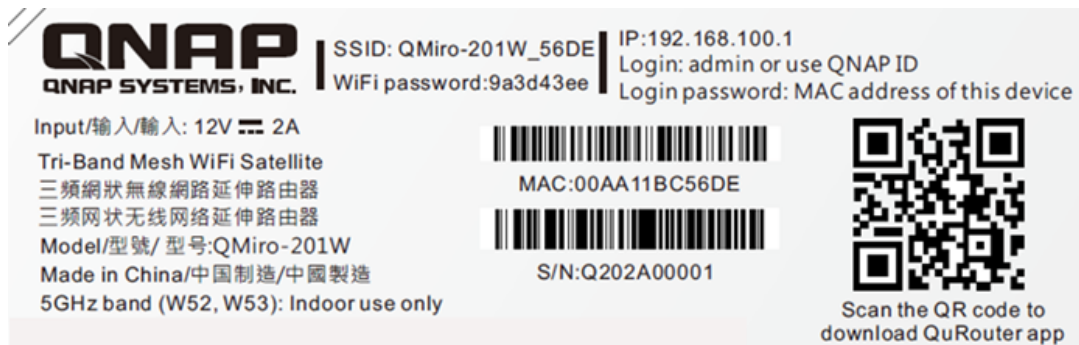 QNAP
QNAP SYSTEMS, INC.
SSID: QMiro-201W_56DE
WiFi password:9a3d43ee
IP:192.168.100.1
Login: admin or use QNAP ID
Login password: MAC address of this device
Input/输入/輸入: 12V ⎓ 2A
Tri-Band Mesh WiFi Satellite
三頻網狀無線網路延伸路由器
三频网状无线网络延伸路由器
Model/型號/ 型号:QMiro-201W
Made in China/中国制造/中國製造
5GHz band (W52, W53): Indoor use only
MAC:00AA11BC56DE
S/N:Q202A00001
Scan the QR code to
download QuRouter app